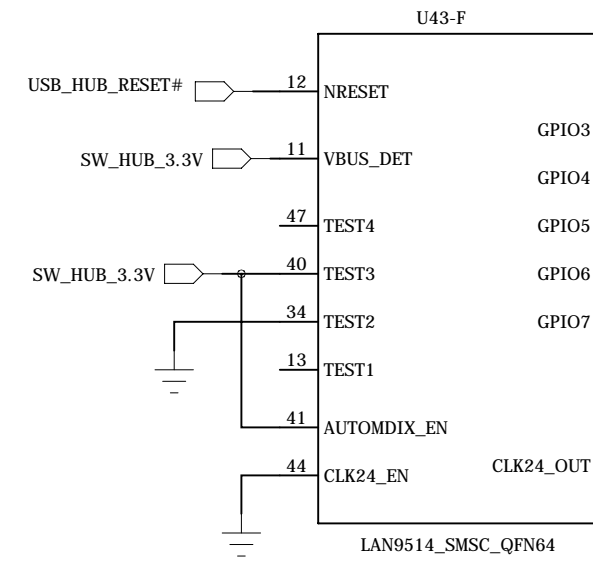 U43-F
USB_HUB_RESET# 12 NRESET
GPIO3
SW_HUB_3.3V 11 VBUS_DET
GPIO4
47 TEST4 GPIO5
SW_HUB_3.3V 40 TEST3 GPIO6
34 TEST2 GPIO7
13 TEST1
41 AUTOMDIX_EN
44 CLK24_EN CLK24_OUT
LAN9514_SMSC_QFN64